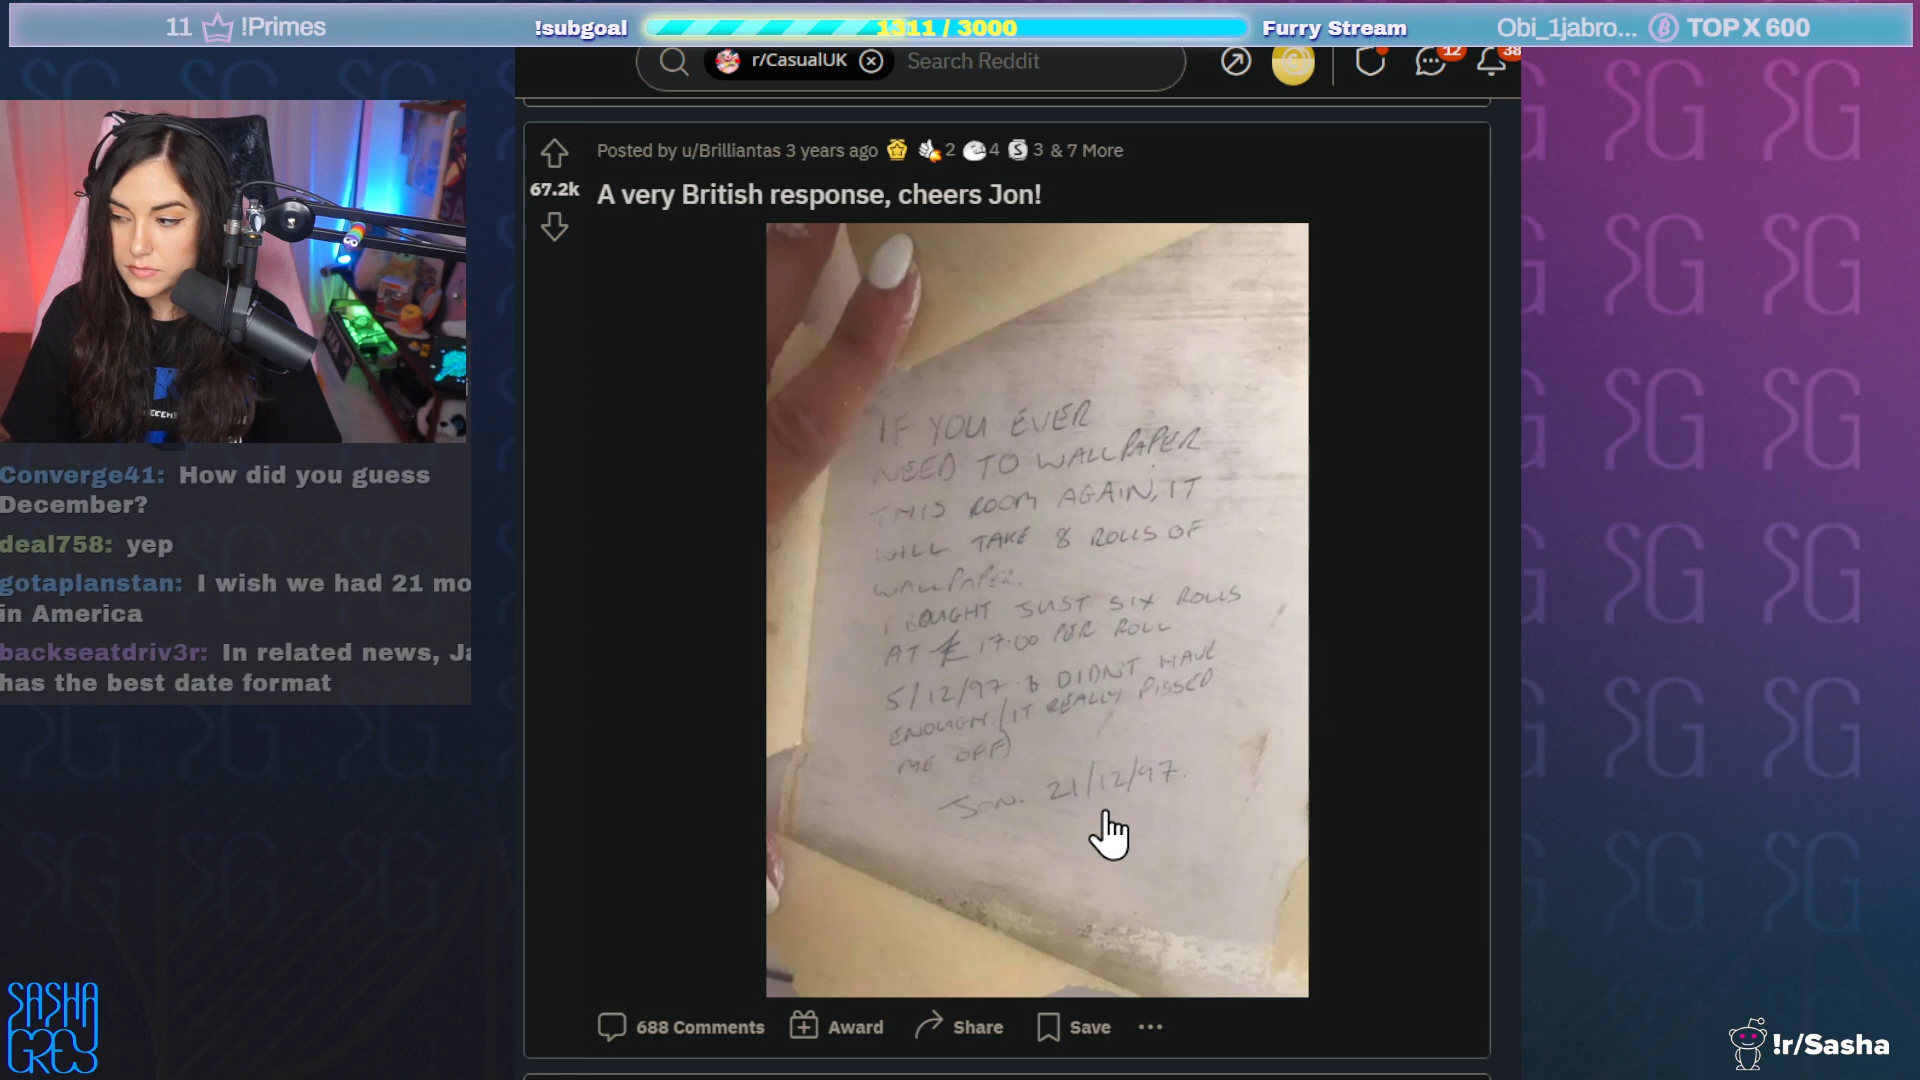 11 !Primes
!subgoal
1311 / 3000
Furry Stream
Obi_1jabro... TOP X 600
r/CasualUK Search Reddit
12
38
Posted by u/Brilliantas 3 years ago 2 4 3 & 7 More
67.2k
A very British response, cheers Jon!
IF YOU EVER
NEED TO WALLPAPER
THIS ROOM AGAIN, IT
WILL TAKE 8 ROLLS OF
WALLPAPER.
I BOUGHT JUST SIX ROLLS
AT £17.00 PER ROLL
5/12/97 & DIDN'T HAVE
ENOUGH. (IT REALLY PISSED
ME OFF)
JON. 21/12/97.
688 Comments Award Share Save
Converge41: How did you guess
December?
deal758: yep
gotaplanstan: I wish we had 21 mo
in America
backseatdriv3r: In related news, Ja
has the best date format
SASHA
GREY
!r/Sasha